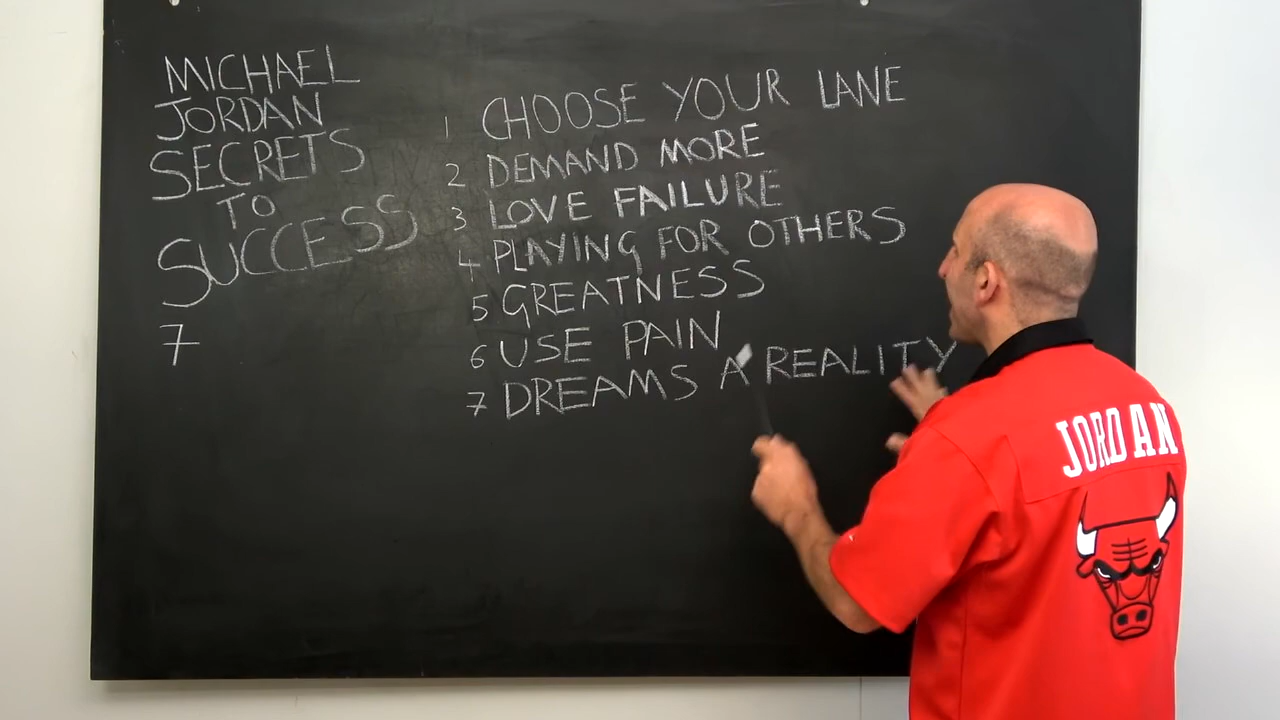 MICHAEL
JORDAN
SECRETS
TO
SUCCESS
7
1 CHOOSE YOUR LANE
2 DEMAND MORE
3 LOVE FAILURE
4 PLAYING FOR OTHERS
5 GREATNESS
6 USE PAIN
7 DREAMS A REALITY
JORDAN